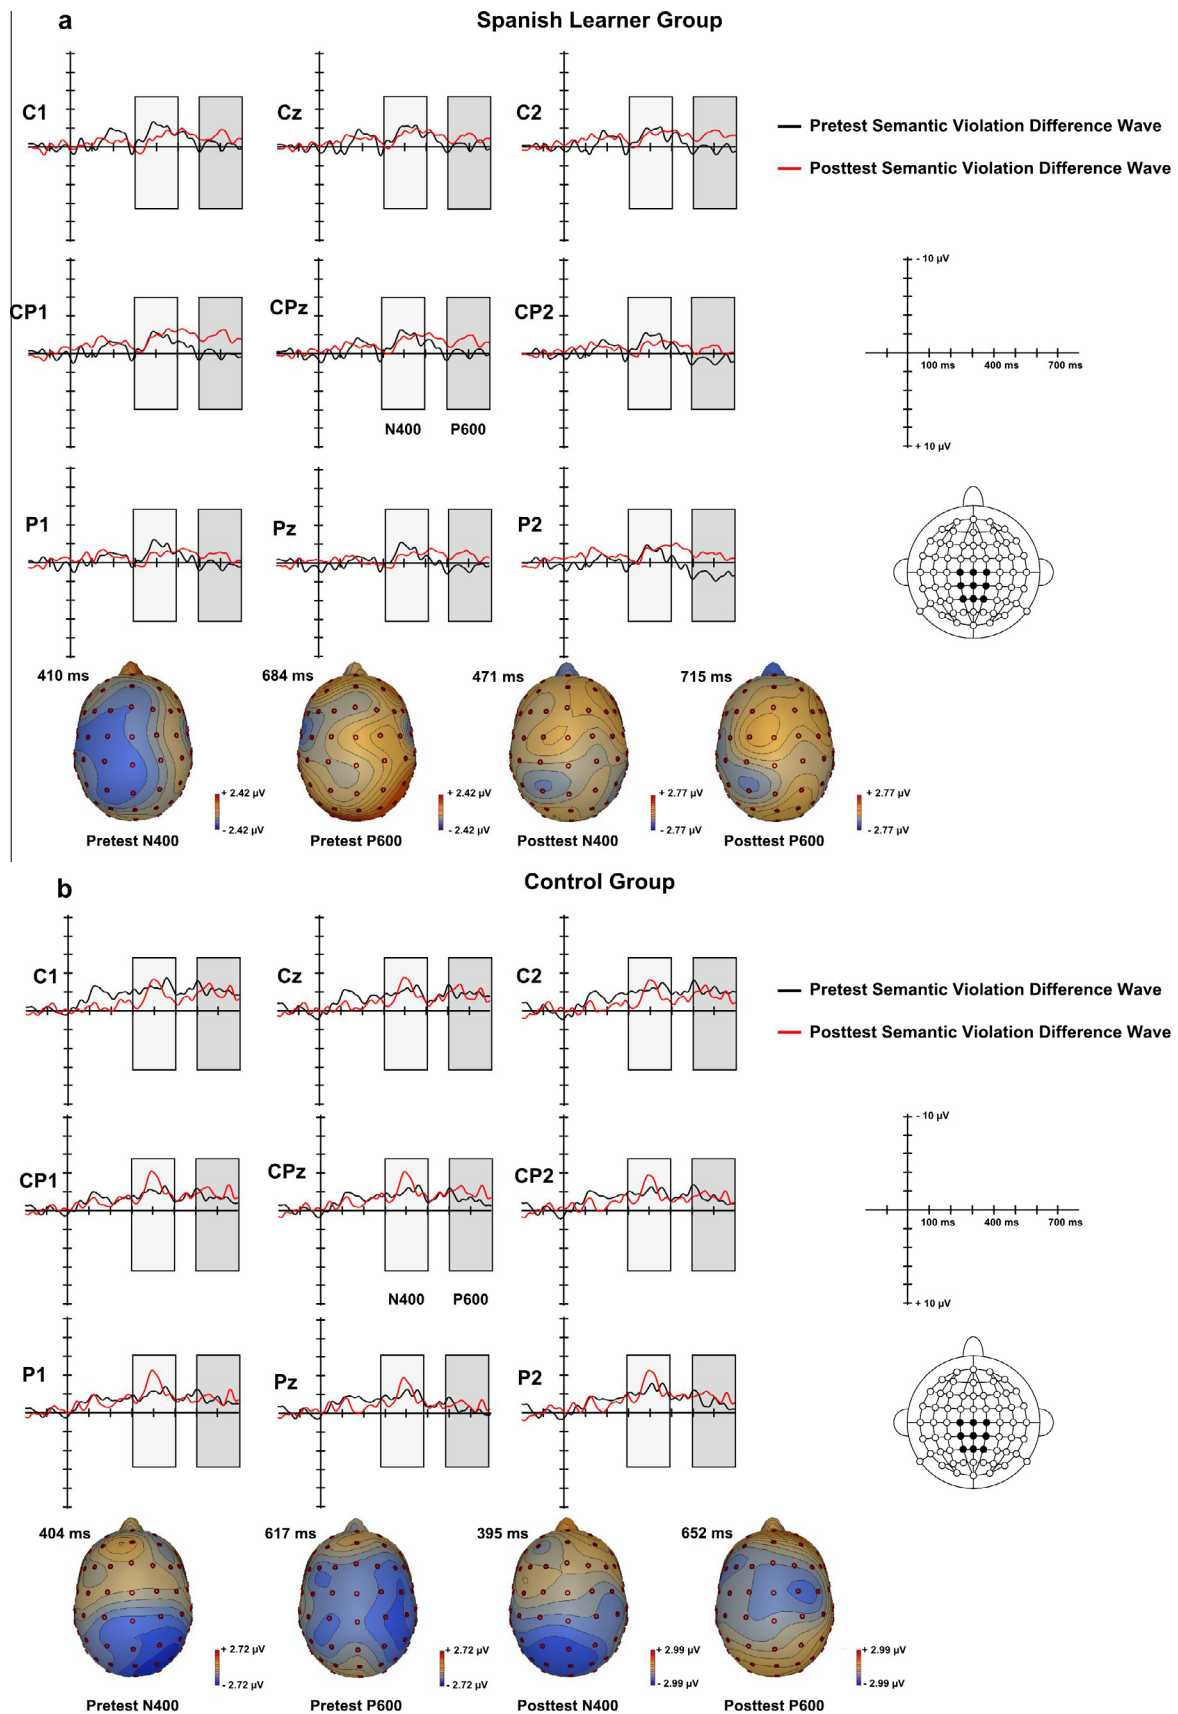 a
Spanish Learner Group
C1
Cz
C2
Pretest Semantic Violation Difference Wave
Posttest Semantic Violation Difference Wave
CP1
CPz
CP2
N400
P600
- 10 µV
100 ms
400 ms
700 ms
+ 10 µV
P1
Pz
P2
410 ms
684 ms
471 ms
715 ms
+ 2.42 µV
- 2.42 µV
+ 2.42 µV
- 2.42 µV
+ 2.77 µV
- 2.77 µV
+ 2.77 µV
- 2.77 µV
Pretest N400
Pretest P600
Posttest N400
Posttest P600
b
Control Group
C1
Cz
C2
Pretest Semantic Violation Difference Wave
Posttest Semantic Violation Difference Wave
CP1
CPz
CP2
N400
P600
- 10 µV
100 ms
400 ms
700 ms
+ 10 µV
P1
Pz
P2
404 ms
617 ms
395 ms
652 ms
+ 2.72 µV
- 2.72 µV
+ 2.72 µV
- 2.72 µV
+ 2.99 µV
- 2.99 µV
+ 2.99 µV
- 2.99 µV
Pretest N400
Pretest P600
Posttest N400
Posttest P600